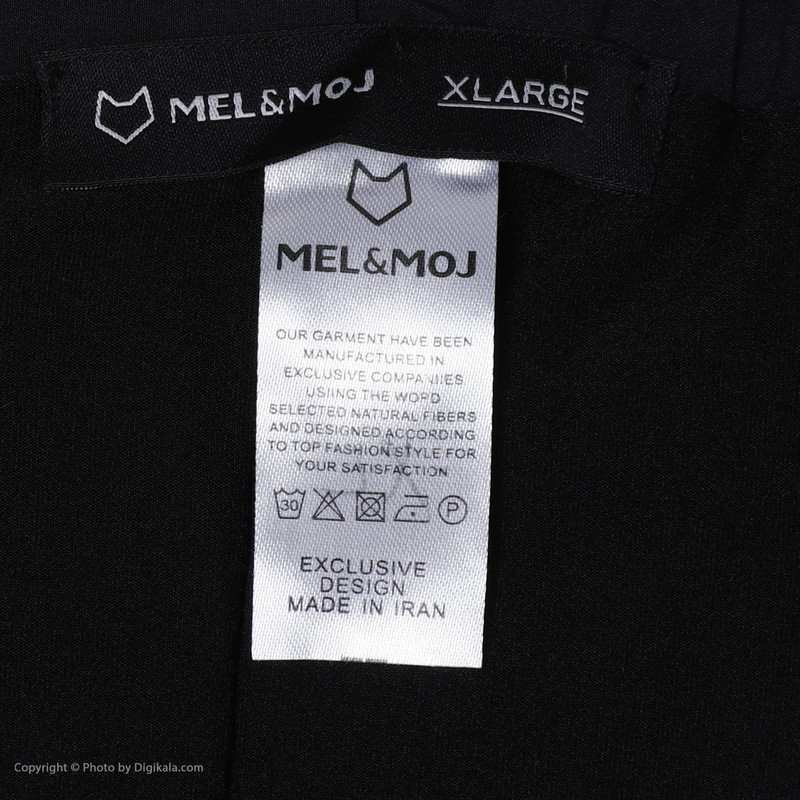 MEL&MOJ XLARGE
MEL&MOJ
OUR GARMENT HAVE BEEN
MANUFACTURED IN
EXCLUSIVE COMPANIIES
USIING THE WORD
SELECTED NATURAL FIBERS
AND DESIGNED ACCORDING
TO TOP FASHION STYLE FOR
YOUR SATISFACTION
30 P
EXCLUSIVE
DESIGN
MADE IN IRAN
Copyright © Photo by Digikala.com